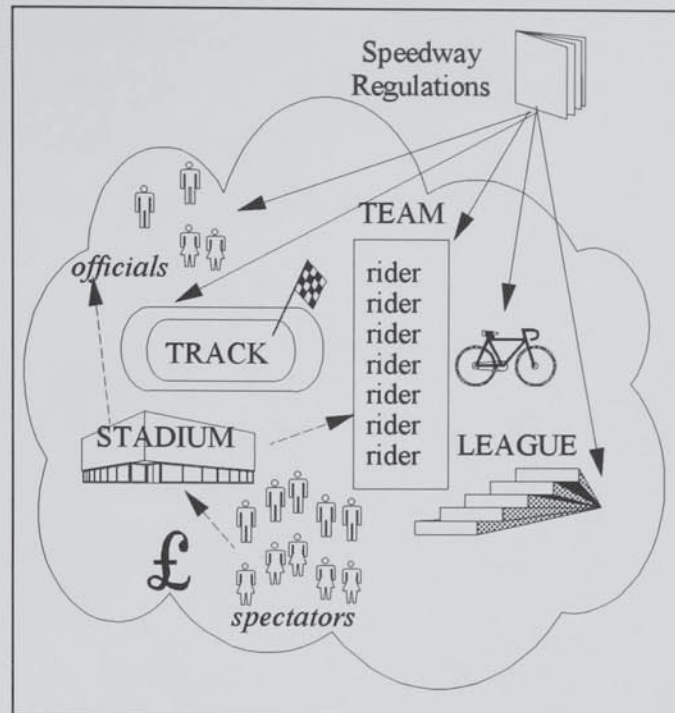 Speedway
Regulations
TEAM
officials
rider
rider
rider
TRACK
rider
rider
STADIUM
rider
LEAGUE
rider
£
spectators